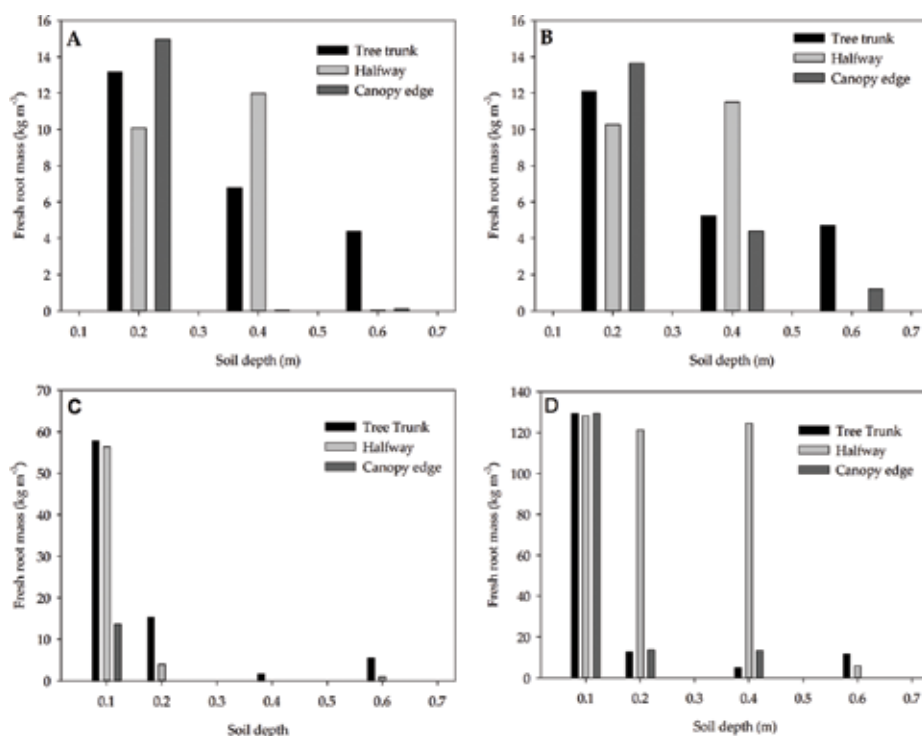 A
Tree trunk
Halfway
Canopy edge
Fresh root mass (kg m⁻³)
16
14
12
10
8
6
4
2
0
0.1 0.2 0.3 0.4 0.5 0.6 0.7
Soil depth (m)
B
Tree trunk
Halfway
Canopy edge
Fresh root mass (kg m⁻³)
16
14
12
10
8
6
4
2
0
0.1 0.2 0.3 0.4 0.5 0.6 0.7
Soil depth (m)
C
Tree Trunk
Halfway
Canopy edge
Fresh root mass (kg m⁻³)
70
60
50
40
30
20
10
0
0.1 0.2 0.3 0.4 0.5 0.6 0.7
Soil depth
D
Tree Trunk
Halfway
Canopy edge
Fresh root mass (kg m⁻³)
140
120
100
80
60
40
20
0
0.1 0.2 0.3 0.4 0.5 0.6 0.7
Soil depth (m)